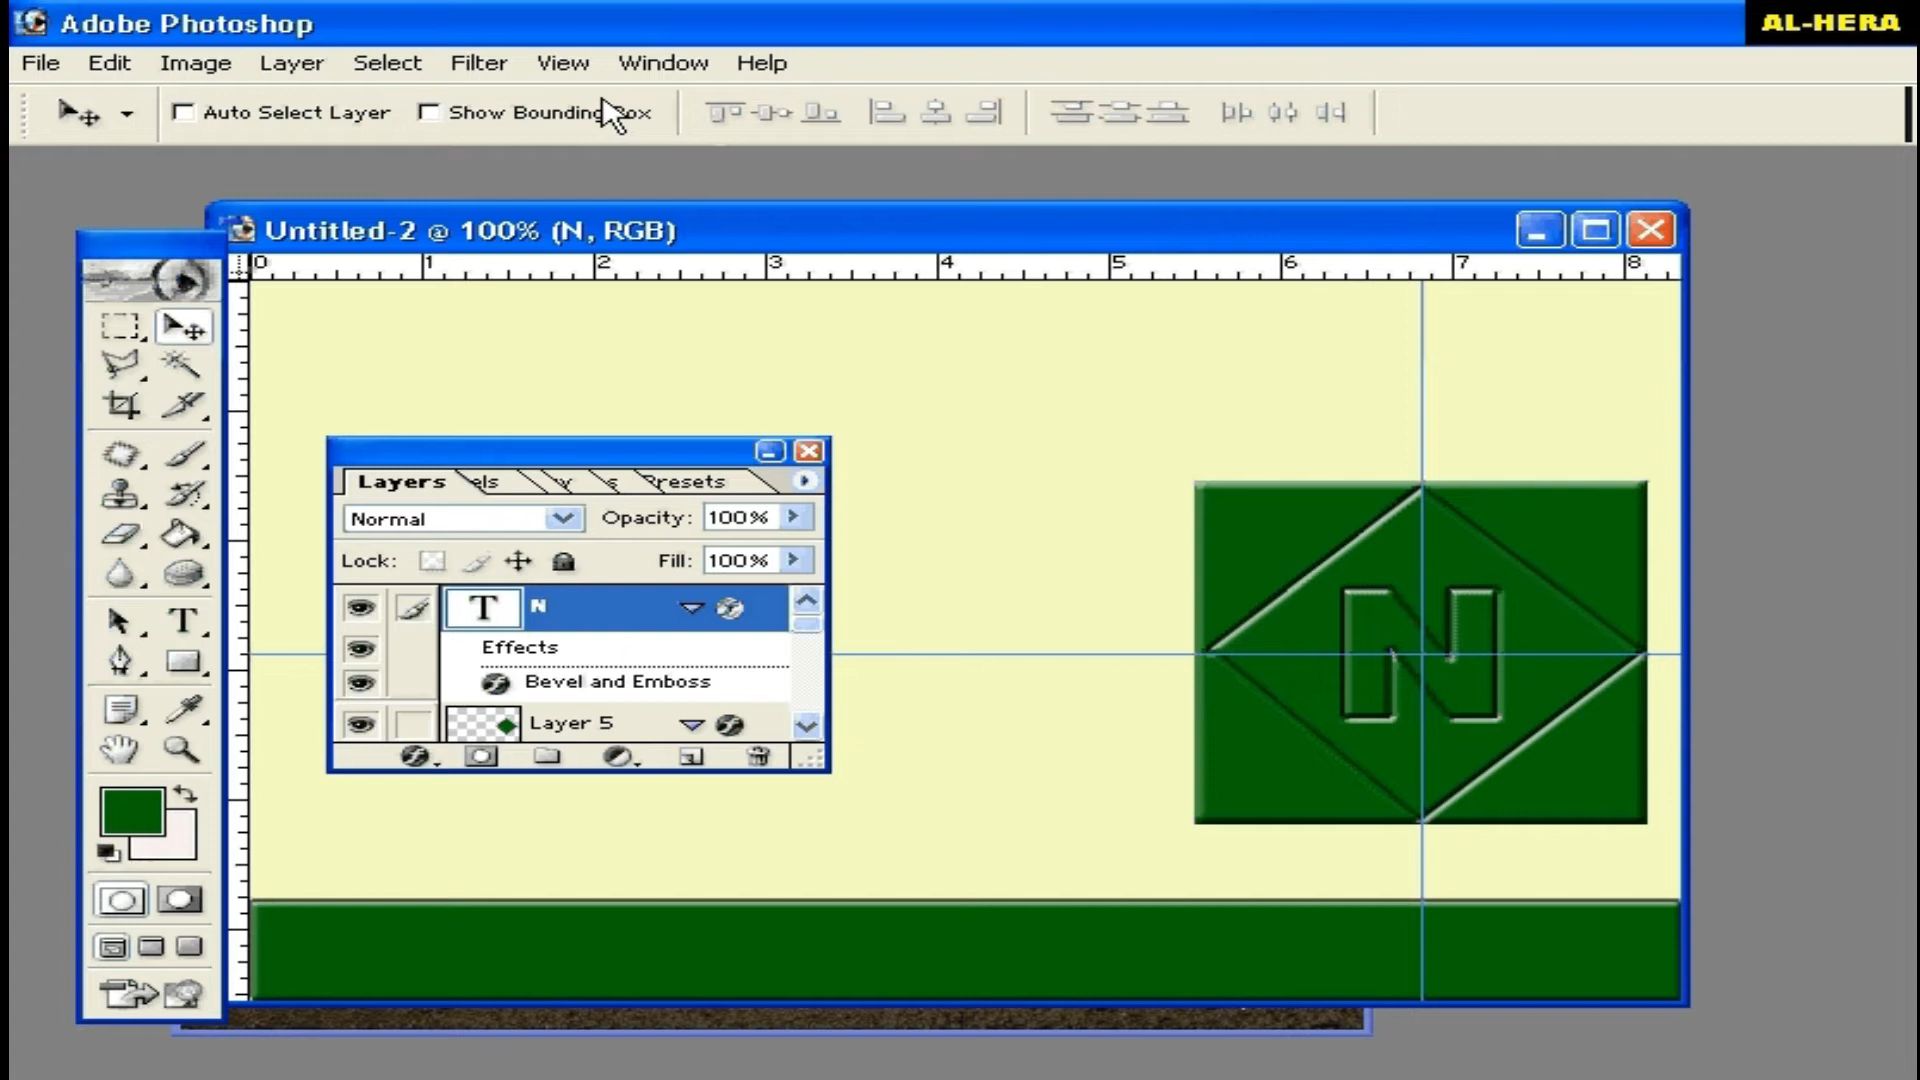 Adobe Photoshop
AL-HERA
File Edit Image Layer Select Filter View Window Help
Auto Select Layer Show Bounding Box
Untitled-2 @ 100% (N, RGB)
0 1 2 3 4 5 6 7 8
Layers els y s Presets
Normal Opacity: 100%
Lock: Fill: 100%
T N
Effects
Bevel and Emboss
Layer 5
T
N